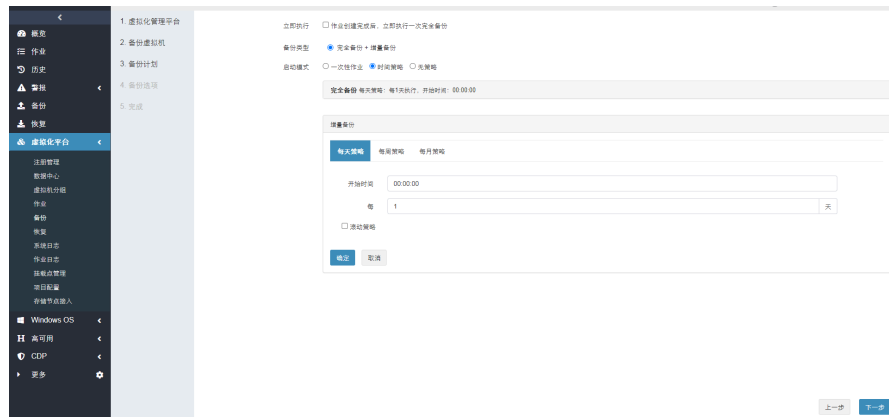 概览
作业
历史
警报
备份
恢复
虚拟化平台
注册管理
数据中心
虚拟机分组
作业
备份
恢复
系统日志
作业日志
挂载点管理
项目配置
存储节点接入
Windows OS
高可用
CDP
更多
1. 虚拟化管理平台
2. 备份虚拟机
3. 备份计划
4. 备份选项
5. 完成
立即执行 作业创建完成后，立即执行一次完全备份
备份类型 完全备份 + 增量备份
启动模式 一次性作业 时间策略 无策略
完全备份 每天策略：每1天执行，开始时间：00:00:00
增量备份
每天策略 每周策略 每月策略
开始时间 00:00:00
每 1 天
滚动策略
确定 取消
上一步 下一步